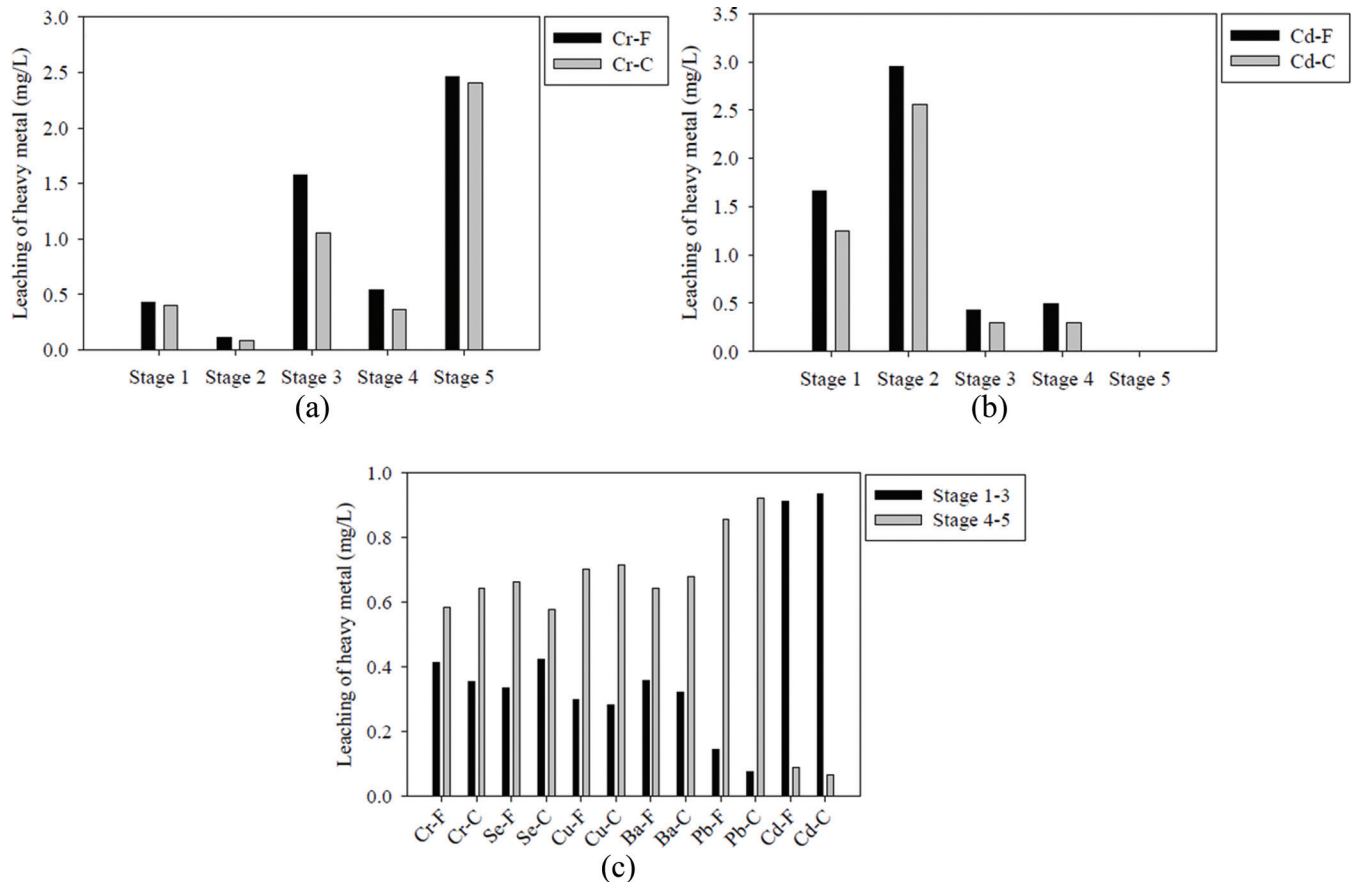 Leaching of heavy metal (mg/L)
3.0
2.5
2.0
1.5
1.0
0.5
0.0
Stage 1 Stage 2 Stage 3 Stage 4 Stage 5
Cr-F
Cr-C
(a)
Leaching of heavy metal (mg/L)
3.5
3.0
2.5
2.0
1.5
1.0
0.5
0.0
Stage 1 Stage 2 Stage 3 Stage 4 Stage 5
Cd-F
Cd-C
(b)
Leaching of heavy metal (mg/L)
1.0
0.8
0.6
0.4
0.2
0.0
Cr-F Cr-C Se-F Se-C Cu-F Cu-C Ba-F Ba-C Pb-F Pb-C Cd-F Cd-C
Stage 1-3
Stage 4-5
(c)